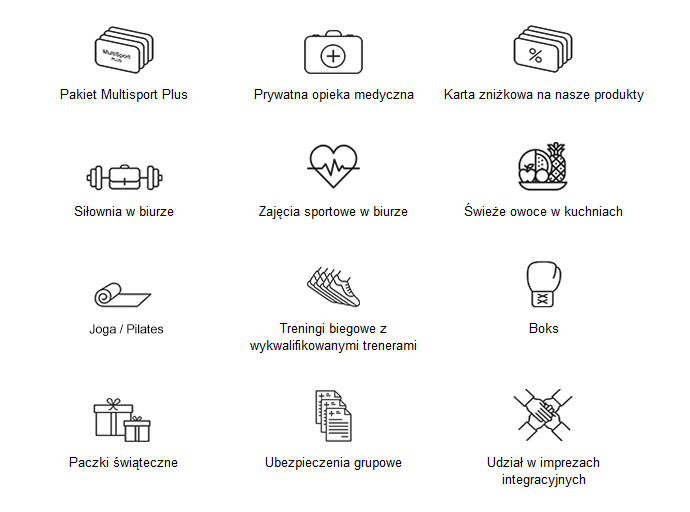 MultiSport
PLUS
Pakiet Multisport Plus
Prywatna opieka medyczna
%
Karta zniżkowa na nasze produkty
Siłownia w biurze
Zajęcia sportowe w biurze
Świeże owoce w kuchniach
Joga / Pilates
Treningi biegowe z
wykwalifikowanymi trenerami
Boks
Paczki świąteczne
Ubezpieczenia grupowe
Udział w imprezach
integracyjnych